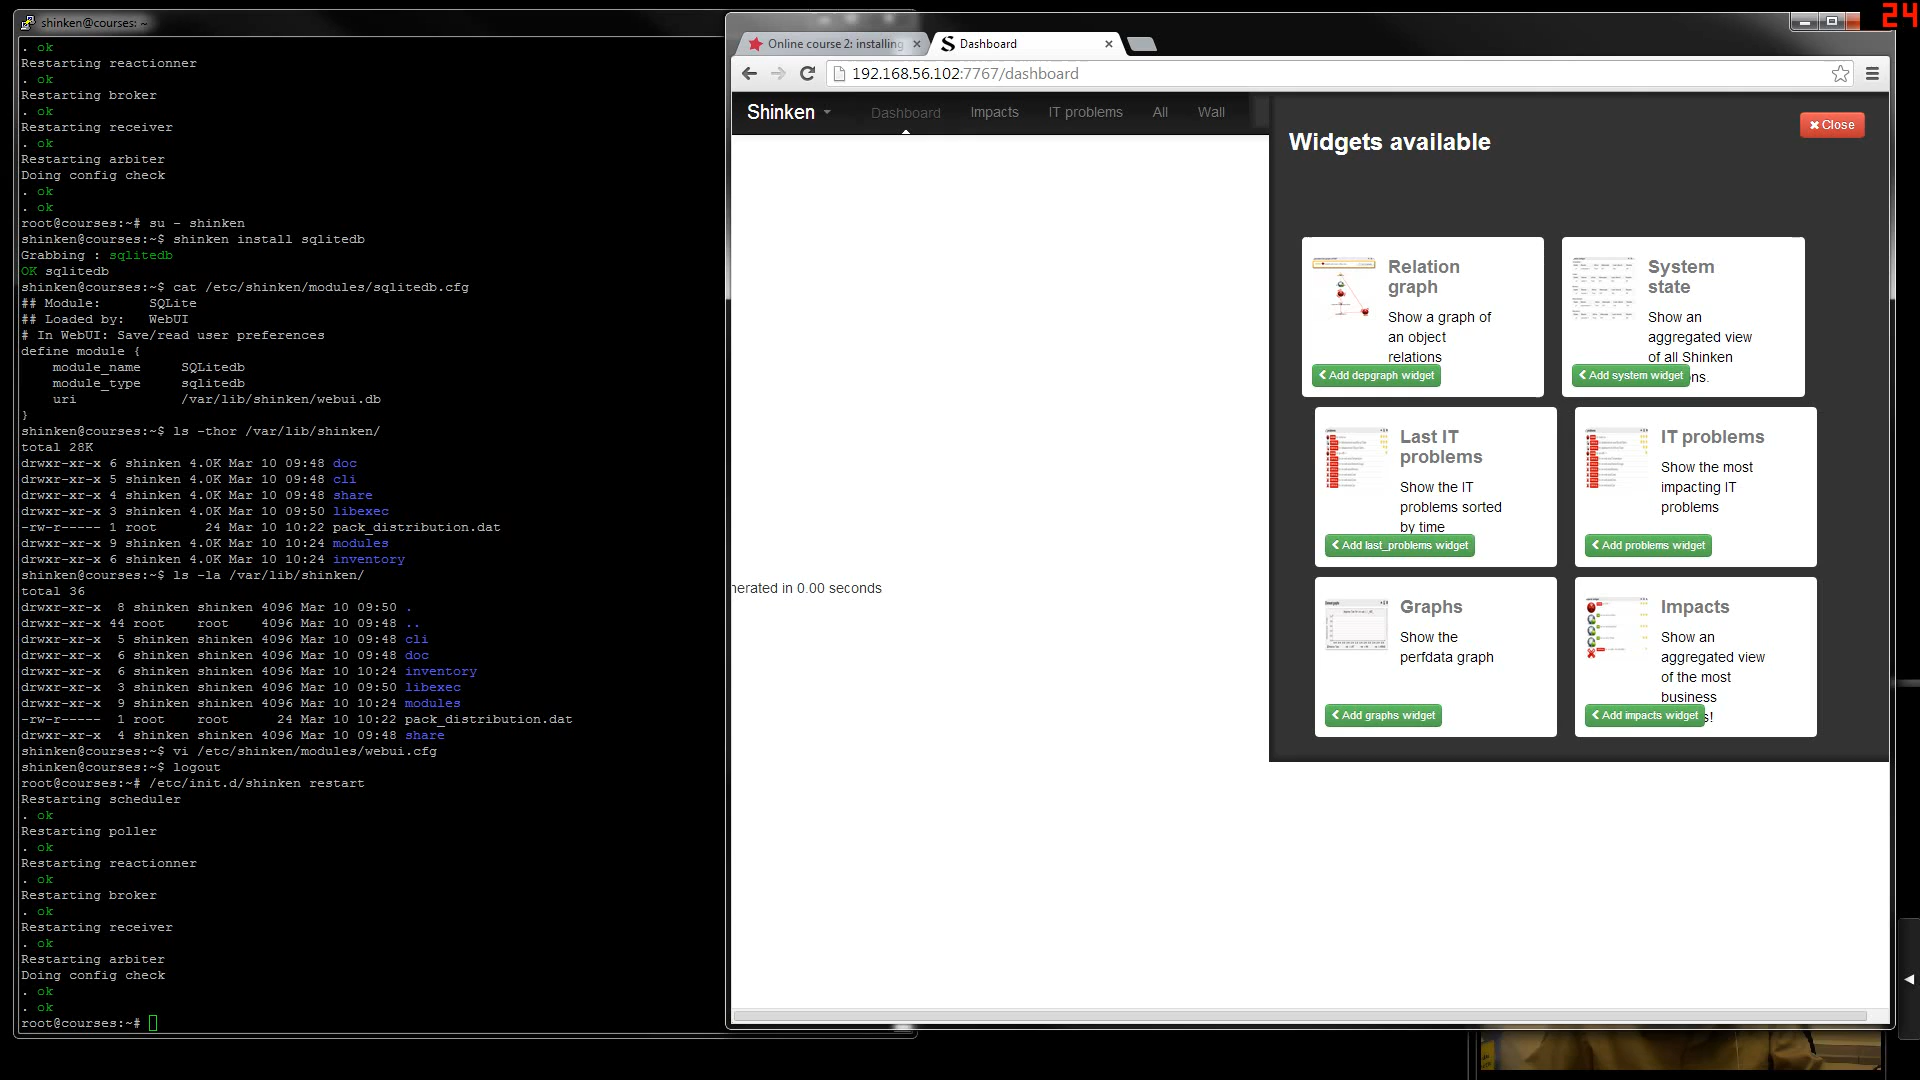 shinken@courses: ~
. ok
Restarting reactionner
. ok
Restarting broker
. ok
Restarting receiver
. ok
Restarting arbiter
Doing config check
. ok
. ok
root@courses:~# su - shinken
shinken@courses:~$ shinken install sqlitedb
Grabbing : sqlitedb
OK sqlitedb
shinken@courses:~$ cat /etc/shinken/modules/sqlitedb.cfg
## Module:      SQLite
## Loaded by:   WebUI
# In WebUI: Save/read user preferences
define module {
    module_name     SQLitedb
    module_type     sqlitedb
    uri             /var/lib/shinken/webui.db
}
shinken@courses:~$ ls -thor /var/lib/shinken/
total 28K
drwxr-xr-x 6 shinken 4.0K Mar 10 09:48 doc
drwxr-xr-x 5 shinken 4.0K Mar 10 09:48 cli
drwxr-xr-x 4 shinken 4.0K Mar 10 09:48 share
drwxr-xr-x 3 shinken 4.0K Mar 10 09:50 libexec
-rw-r----- 1 root      24 Mar 10 10:22 pack_distribution.dat
drwxr-xr-x 9 shinken 4.0K Mar 10 10:24 modules
drwxr-xr-x 6 shinken 4.0K Mar 10 10:24 inventory
shinken@courses:~$ ls -la /var/lib/shinken/
total 36
drwxr-xr-x  8 shinken shinken 4096 Mar 10 09:50 .
drwxr-xr-x 44 root    root    4096 Mar 10 09:48 ..
drwxr-xr-x  5 shinken shinken 4096 Mar 10 09:48 cli
drwxr-xr-x  6 shinken shinken 4096 Mar 10 09:48 doc
drwxr-xr-x  6 shinken shinken 4096 Mar 10 10:24 inventory
drwxr-xr-x  3 shinken shinken 4096 Mar 10 09:50 libexec
drwxr-xr-x  9 shinken shinken 4096 Mar 10 10:24 modules
-rw-r-----  1 root    root      24 Mar 10 10:22 pack_distribution.dat
drwxr-xr-x  4 shinken shinken 4096 Mar 10 09:48 share
shinken@courses:~$ vi /etc/shinken/modules/webui.cfg
shinken@courses:~$ logout
root@courses:~# /etc/init.d/shinken restart
Restarting scheduler
. ok
Restarting poller
. ok
Restarting reactionner
. ok
Restarting broker
. ok
Restarting receiver
. ok
Restarting arbiter
Doing config check
. ok
. ok
root@courses:~#
24
Online course 2: installing
Dashboard
192.168.56.102:7767/dashboard
Shinken Dashboard Impacts IT problems All Wall
Widgets available
Close
Relation
graph
Show a graph of
an object
relations
Add depgraph widget
System
state
Show an
aggregated view
of all Shinken
ns.
Add system widget
Last IT
problems
Show the IT
problems sorted
by time
Add last_problems widget
IT problems
Show the most
impacting IT
problems
Add problems widget
Graphs
Show the
perfdata graph
Add graphs widget
Impacts
Show an
aggregated view
of the most
business
s!
Add impacts widget
nerated in 0.00 seconds